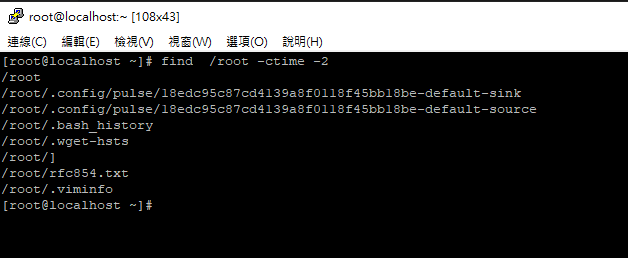 root@localhost:~ [108x43]
連線(C) 編輯(E) 檢視(V) 視窗(W) 選項(O) 說明(H)
[root@localhost ~]# find  /root -ctime -2
/root
/root/.config/pulse/18edc95c87cd4139a8f0118f45bb18be-default-sink
/root/.config/pulse/18edc95c87cd4139a8f0118f45bb18be-default-source
/root/.bash_history
/root/.wget-hsts
/root/]
/root/rfc854.txt
/root/.viminfo
[root@localhost ~]#